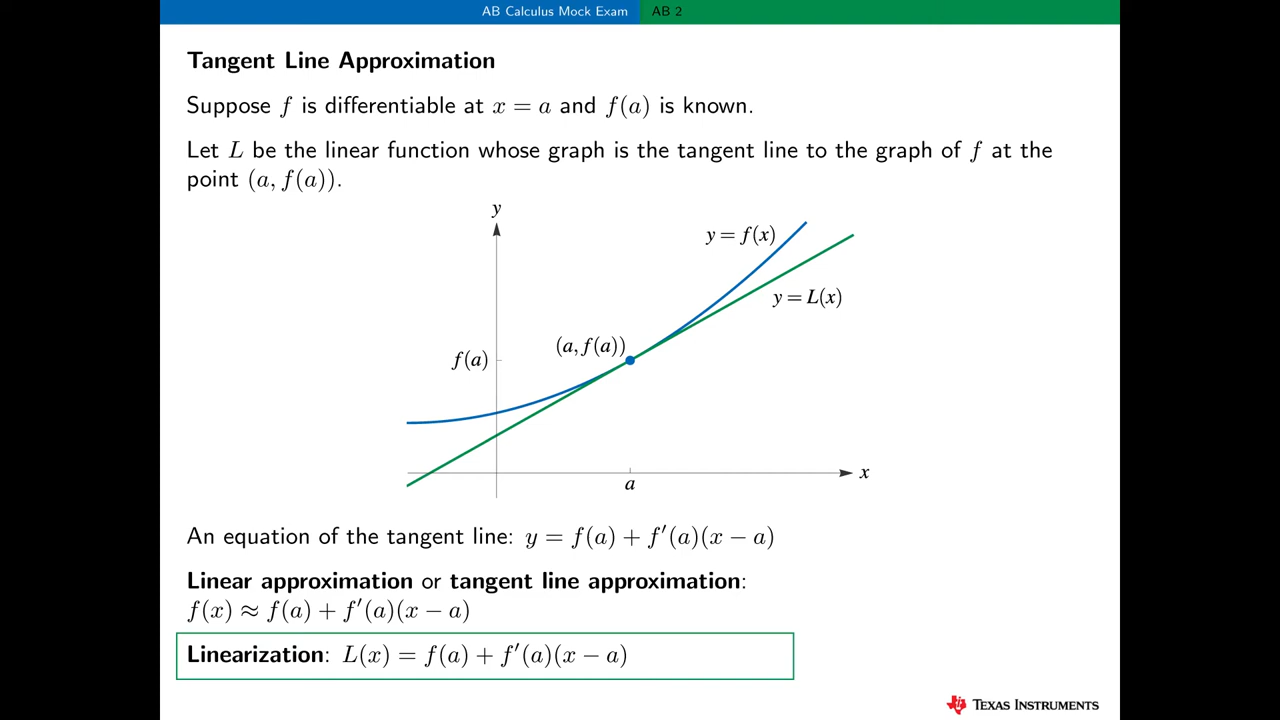 AB Calculus Mock Exam AB 2
Tangent Line Approximation
Suppose f is differentiable at x = a and f(a) is known.
Let L be the linear function whose graph is the tangent line to the graph of f at the
point (a, f(a)).
y
y = f(x)
y = L(x)
(a, f(a))
f(a)
x
a
An equation of the tangent line: y = f(a) + f′(a)(x − a)
Linear approximation or tangent line approximation:
f(x) ≈ f(a) + f′(a)(x − a)
Linearization: L(x) = f(a) + f′(a)(x − a)
TEXAS INSTRUMENTS